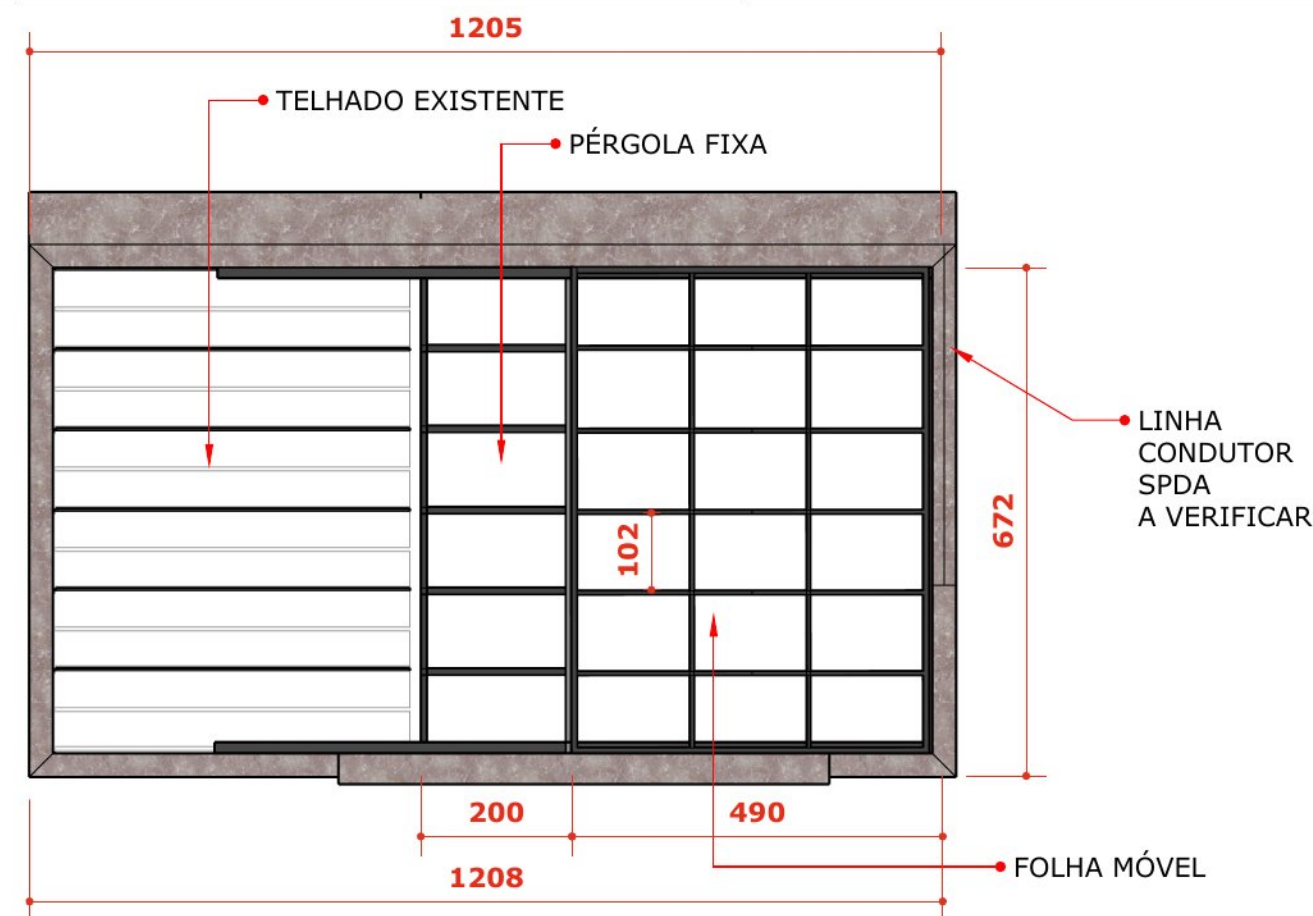 1205
TELHADO EXISTENTE
PÉRGOLA FIXA
LINHA
CONDUTOR
SPDA
A VERIFICAR
672
102
200
490
FOLHA MÓVEL
1208